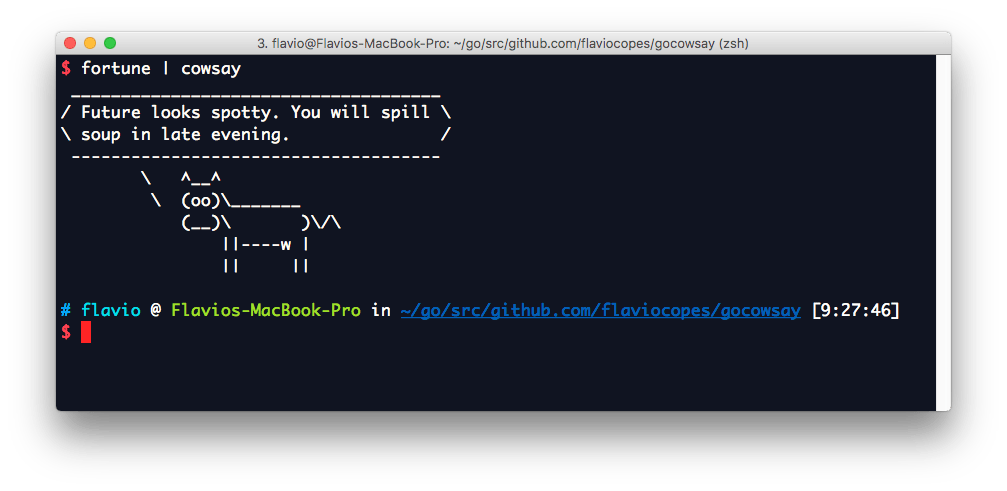 3. flavio@Flavios-MacBook-Pro: ~/go/src/github.com/flaviocopes/gocowsay (zsh)
$ fortune | cowsay
 _____________________________________
/ Future looks spotty. You will spill \
\ soup in late evening.               /
 -------------------------------------
        \   ^__^
         \  (oo)\_______
            (__)\       )\/\
                ||----w |
                ||     ||
# flavio @ Flavios-MacBook-Pro in ~/go/src/github.com/flaviocopes/gocowsay [9:27:46]
$